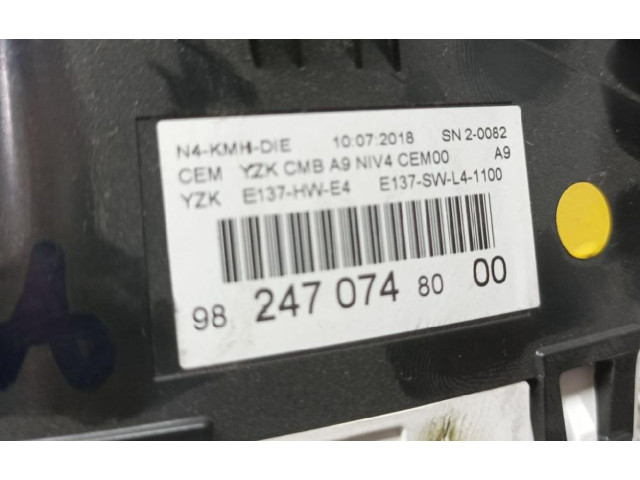 N4-KMH-DIE 10:07:2018 SN 2-0082
CEM YZK CMB A9 NIV4 CEM00 A9
YZK E137-HW-E4 E137-SW-L4-1100
98 247 074 80 00